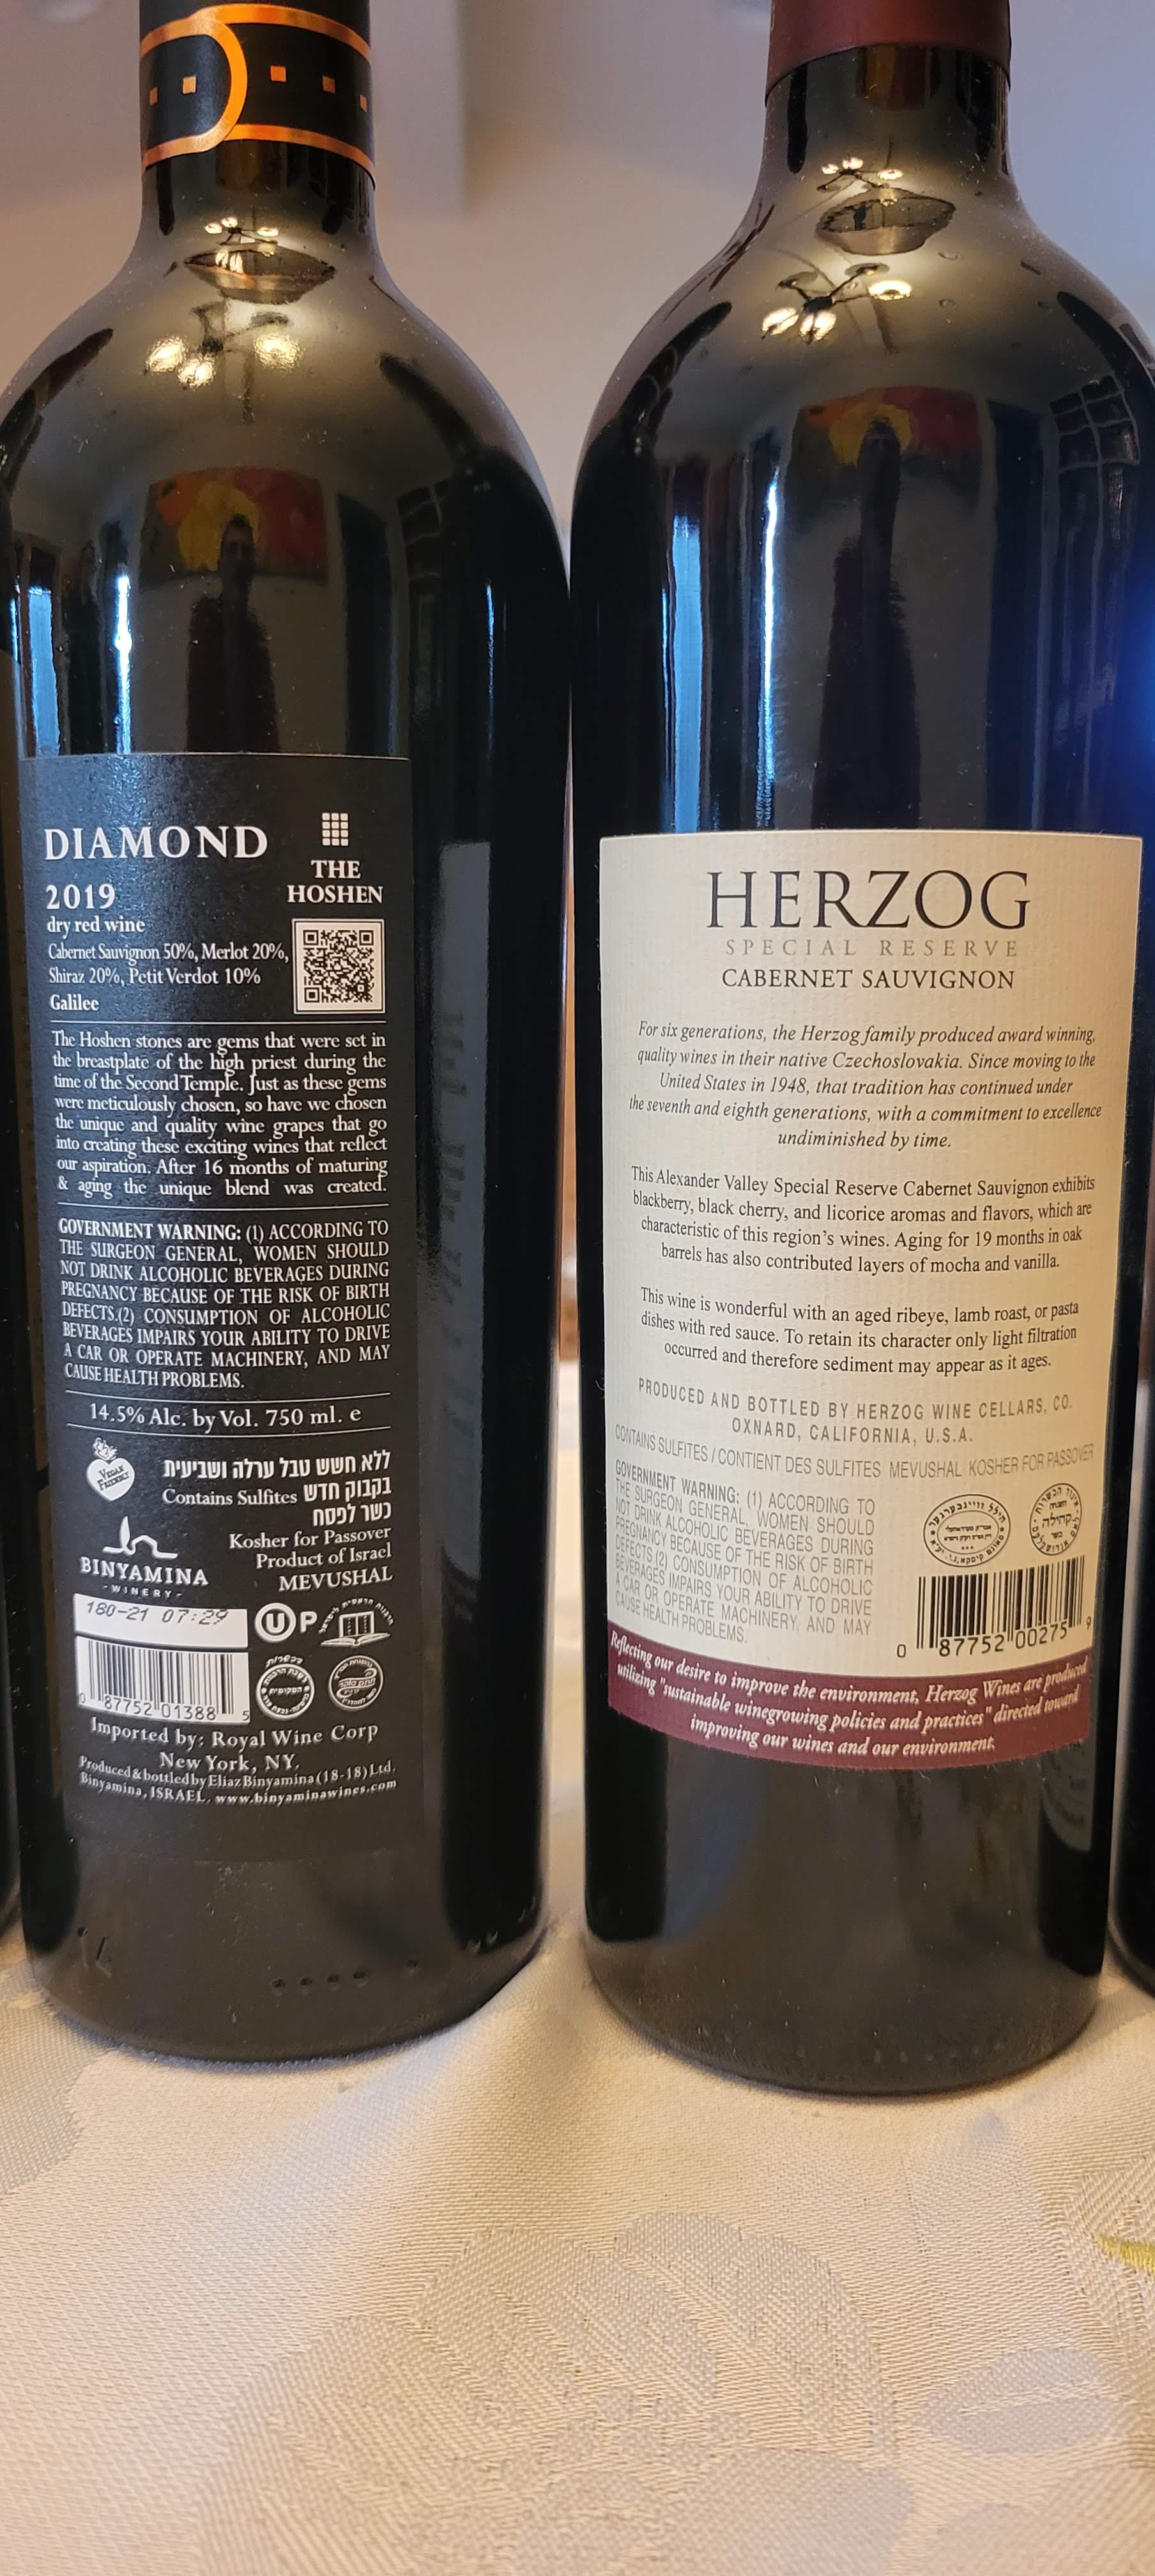 DIAMOND
THE
HOSHEN
2019
dry red wine
Cabernet Sauvignon 50%, Merlot 20%,
Shiraz 20%, Petit Verdot 10%
Galilee
The Hoshen stones are gems that were set in
the breastplate of the high priest during the
time of the Second Temple. Just as these gems
were meticulously chosen, so have we chosen
the unique and quality wine grapes that go
into creating these exciting wines that reflect
our aspiration. After 16 months of maturing
& aging the unique blend was created.
GOVERNMENT WARNING: (1) ACCORDING TO
THE SURGEON GENERAL, WOMEN SHOULD
NOT DRINK ALCOHOLIC BEVERAGES DURING
PREGNANCY BECAUSE OF THE RISK OF BIRTH
DEFECTS.(2) CONSUMPTION OF ALCOHOLIC
BEVERAGES IMPAIRS YOUR ABILITY TO DRIVE
A CAR OR OPERATE MACHINERY, AND MAY
CAUSE HEALTH PROBLEMS.
14.5% Alc. by Vol. 750 ml. e
VEGAN
FRIENDLY
ללא חשש טבל ערלה ושביעית
Contains Sulfites בקבוק חדש
כשר לפסח
Kosher for Passover
Product of Israel
MEVUSHAL
BINYAMINA
- WINERY -
180-21 07:29
U P
0 87752 01388 5
Imported by: Royal Wine Corp
New York, NY.
Produced & bottled by Eliaz Binyamina (18-18) Ltd.
Binyamina, ISRAEL. www.binyaminawines.com
HERZOG
SPECIAL RESERVE
CABERNET SAUVIGNON
For six generations, the Herzog family produced award winning,
quality wines in their native Czechoslovakia. Since moving to the
United States in 1948, that tradition has continued under
the seventh and eighth generations, with a commitment to excellence
undiminished by time.
This Alexander Valley Special Reserve Cabernet Sauvignon exhibits
blackberry, black cherry, and licorice aromas and flavors, which are
characteristic of this region's wines. Aging for 19 months in oak
barrels has also contributed layers of mocha and vanilla.
This wine is wonderful with an aged ribeye, lamb roast, or pasta
dishes with red sauce. To retain its character only light filtration
occurred and therefore sediment may appear as it ages.
PRODUCED AND BOTTLED BY HERZOG WINE CELLARS, CO.
OXNARD, CALIFORNIA, U.S.A.
CONTAINS SULFITES / CONTIENT DES SULFITES MEVUSHAL KOSHER FOR PASSOVER
GOVERNMENT WARNING: (1) ACCORDING TO
THE SURGEON GENERAL, WOMEN SHOULD
NOT DRINK ALCOHOLIC BEVERAGES DURING
PREGNANCY BECAUSE OF THE RISK OF BIRTH
DEFECTS (2) CONSUMPTION OF ALCOHOLIC
BEVERAGES IMPAIRS YOUR ABILITY TO DRIVE
A CAR OR OPERATE MACHINERY, AND MAY
CAUSE HEALTH PROBLEMS.
קהילת
0 87752 00275 9
Reflecting our desire to improve the environment, Herzog Wines are produced
utilizing "sustainable winegrowing policies and practices" directed toward
improving our wines and our environment.